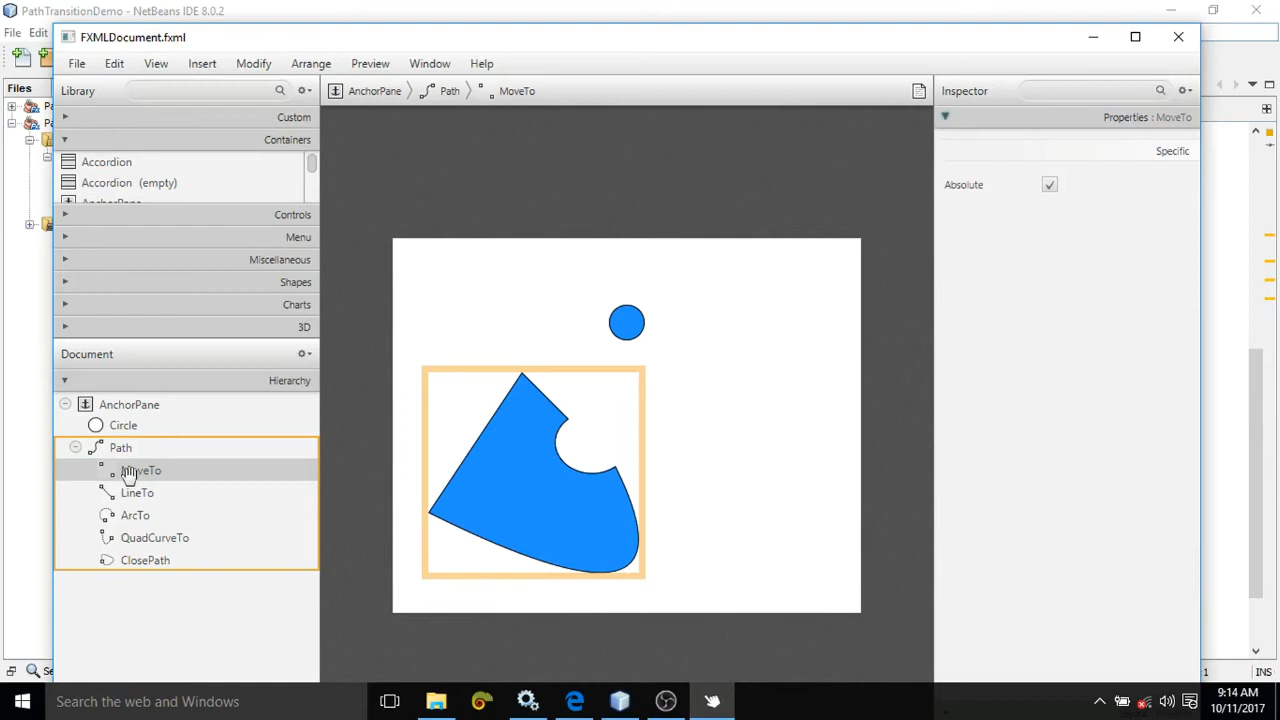 PathTransitionDemo - NetBeans IDE 8.0.2
File Edit
FXMLDocument.fxml
File Edit View Insert Arrange Preview Window Help
Modify
Files
Library
AnchorPane Path MoveTo
Inspector
Custom
Properties : MoveTo
Containers
Specific
Accordion
Accordion (empty)
Absolute
Controls
Menu
Miscellaneous
Shapes
Charts
3D
Document
Hierarchy
AnchorPane
Circle
Path
MoveTo
LineTo
ArcTo
QuadCurveTo
ClosePath
INS
Search the web and Windows
9:14 AM
10/11/2017